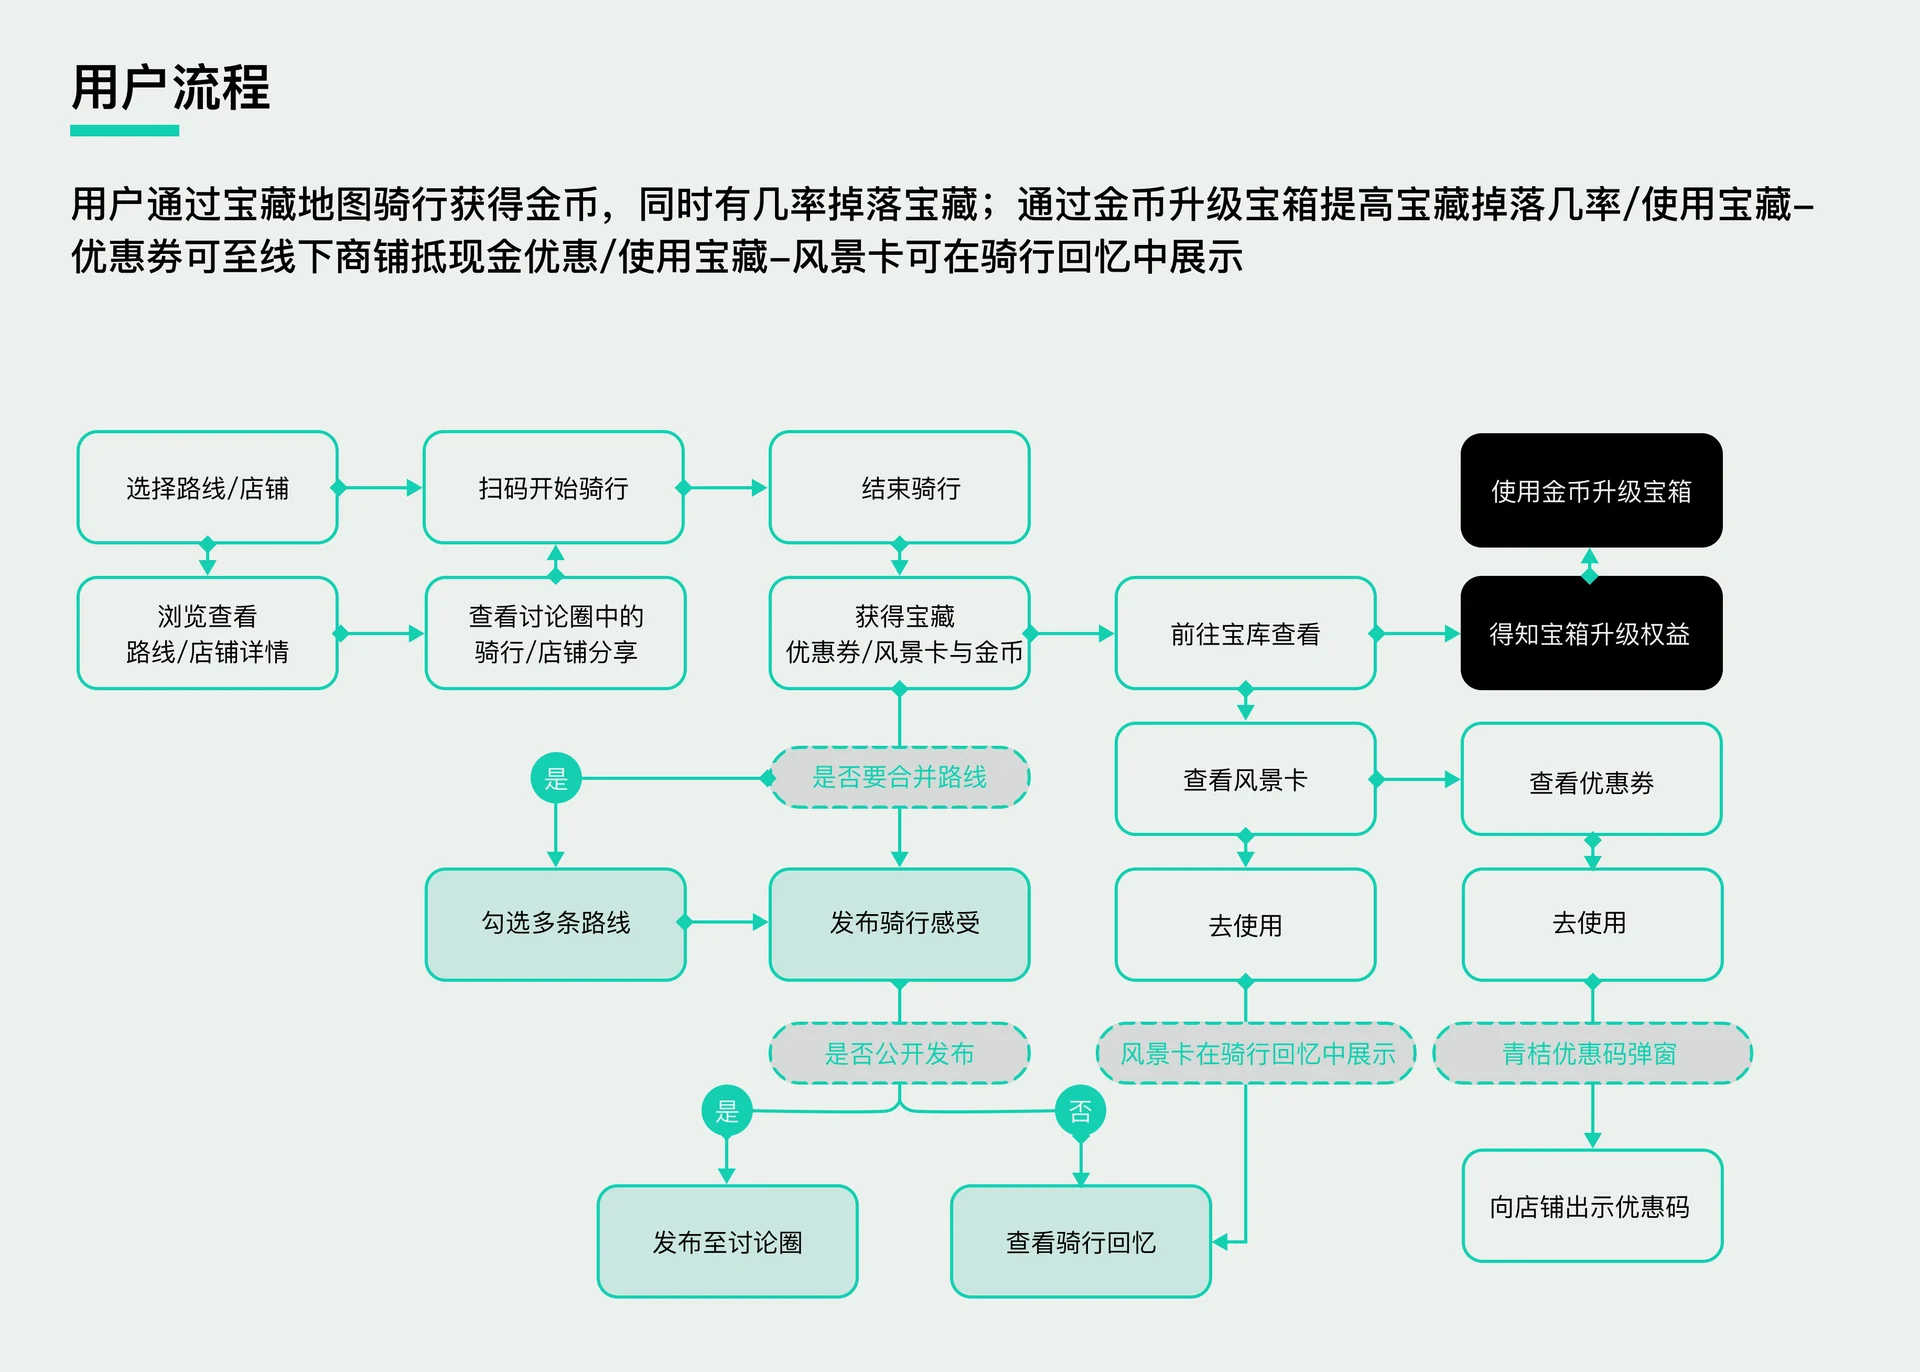 用户流程
用户通过宝藏地图骑行获得金币，同时有几率掉落宝藏；通过金币升级宝箱提高宝藏掉落几率/使用宝藏-
优惠券可至线下商铺抵现金优惠/使用宝藏-风景卡可在骑行回忆中展示
选择路线/店铺
扫码开始骑行
结束骑行
使用金币升级宝箱
浏览查看
路线/店铺详情
查看讨论圈中的
骑行/店铺分享
获得宝藏
优惠券/风景卡与金币
前往宝库查看
得知宝箱升级权益
是
是否要合并路线
查看风景卡
查看优惠券
勾选多条路线
发布骑行感受
去使用
去使用
是否公开发布
风景卡在骑行回忆中展示
青桔优惠码弹窗
是
否
发布至讨论圈
查看骑行回忆
向店铺出示优惠码